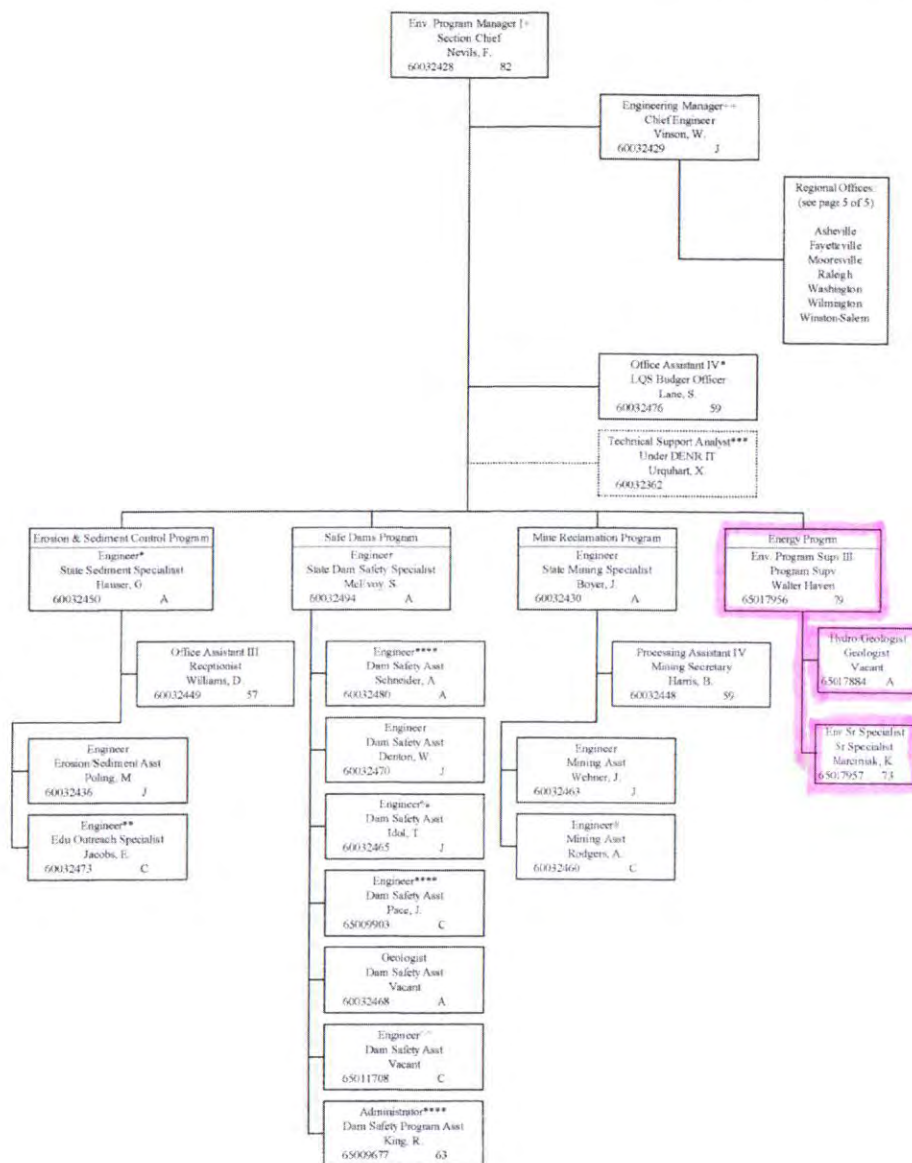 Env. Program Manager I*
Section Chief
Nevils, F.
60032428 82
Engineering Manager**
Chief Engineer
Vinson, W.
60032429 J
Regional Offices
(see page 5 of 5)
Asheville
Fayetteville
Mooresville
Raleigh
Washington
Wilmington
Winston-Salem
Office Assistant IV*
LQS Budget Officer
Lane, S.
60032476 59
Technical Support Analyst***
Under DENR IT
Urquhart, X.
60032362
Erosion & Sediment Control Program
Engineer*
State Sediment Specialist
Hauser, G.
60032450 A
Office Assistant III
Receptionist
Williams, D.
60032449 57
Engineer
Erosion/Sediment Asst
Poling, M
60032436 J
Engineer**
Edu Outreach Specialist
Jacobs, E.
60032473 C
Safe Dams Program
Engineer
State Dam Safety Specialist
McEvoy, S.
60032494 A
Engineer****
Dam Safety Asst
Schneider, A
60032480 A
Engineer
Dam Safety Asst
Denton, W.
60032470 J
Engineer**
Dam Safety Asst
Idol, T.
60032465 J
Engineer****
Dam Safety Asst
Pace, J.
65009903 C
Geologist
Dam Safety Asst
Vacant
60032468 A
Engineer
Dam Safety Asst
Vacant
65011708 C
Administrator****
Dam Safety Program Asst
King, R.
65009677 63
Mine Reclamation Program
Engineer
State Mining Specialist
Boyer, J.
60032430 A
Processing Assistant IV
Mining Secretary
Harris, B.
60032448 59
Engineer
Mining Asst
Wehner, J.
60032463 J
Engineer*
Mining Asst
Rodgers, A.
60032460 C
Energy Progrm
Env. Program Supv III
Program Supv
Walter Haven
65017956 79
Hydro Geologist
Geologist
Vacant
65017884 A
Env Sr Specialist
Sr Specialist
Marciniak, K
65017957 73